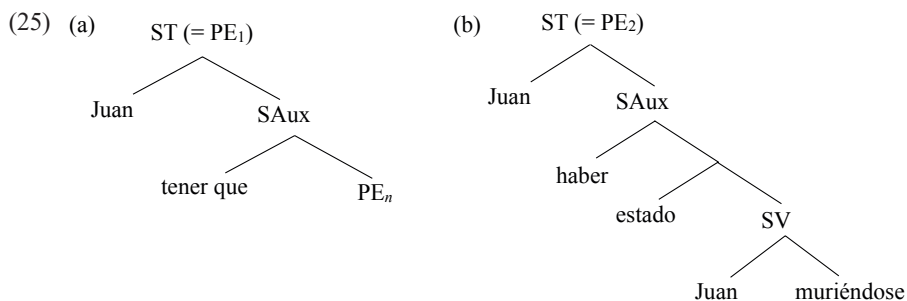 (25) (a) ST (= PE₁) (b) ST (= PE₂)
Juan SAux Juan SAux
tener que PEₙ haber
estado SV
Juan muriéndose